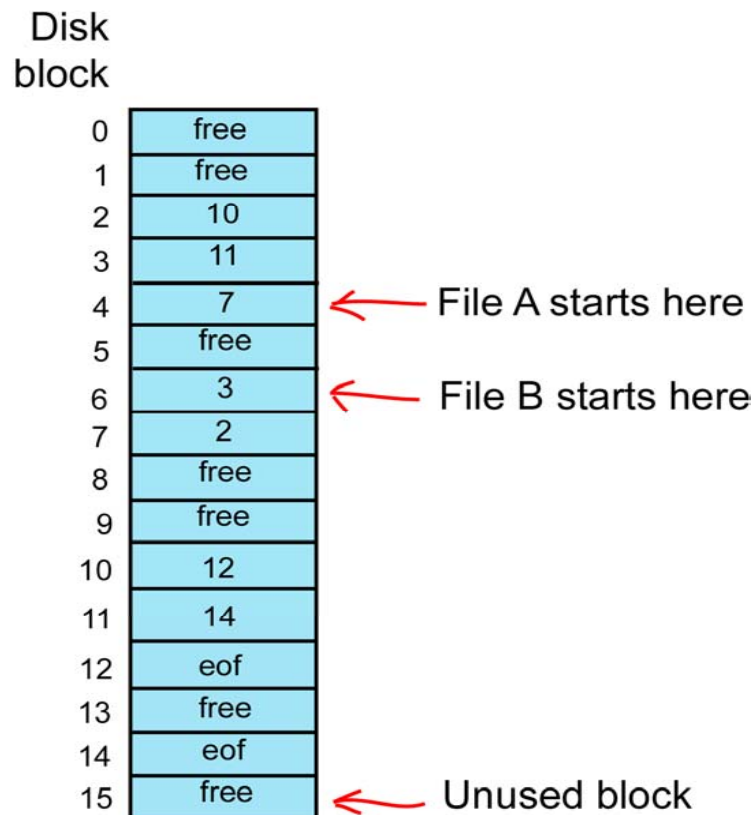 Disk
block
0 free
1 free
2 10
3 11
4 7 File A starts here
5 free
6 3 File B starts here
7 2
8 free
9 free
10 12
11 14
12 eof
13 free
14 eof
15 free Unused block